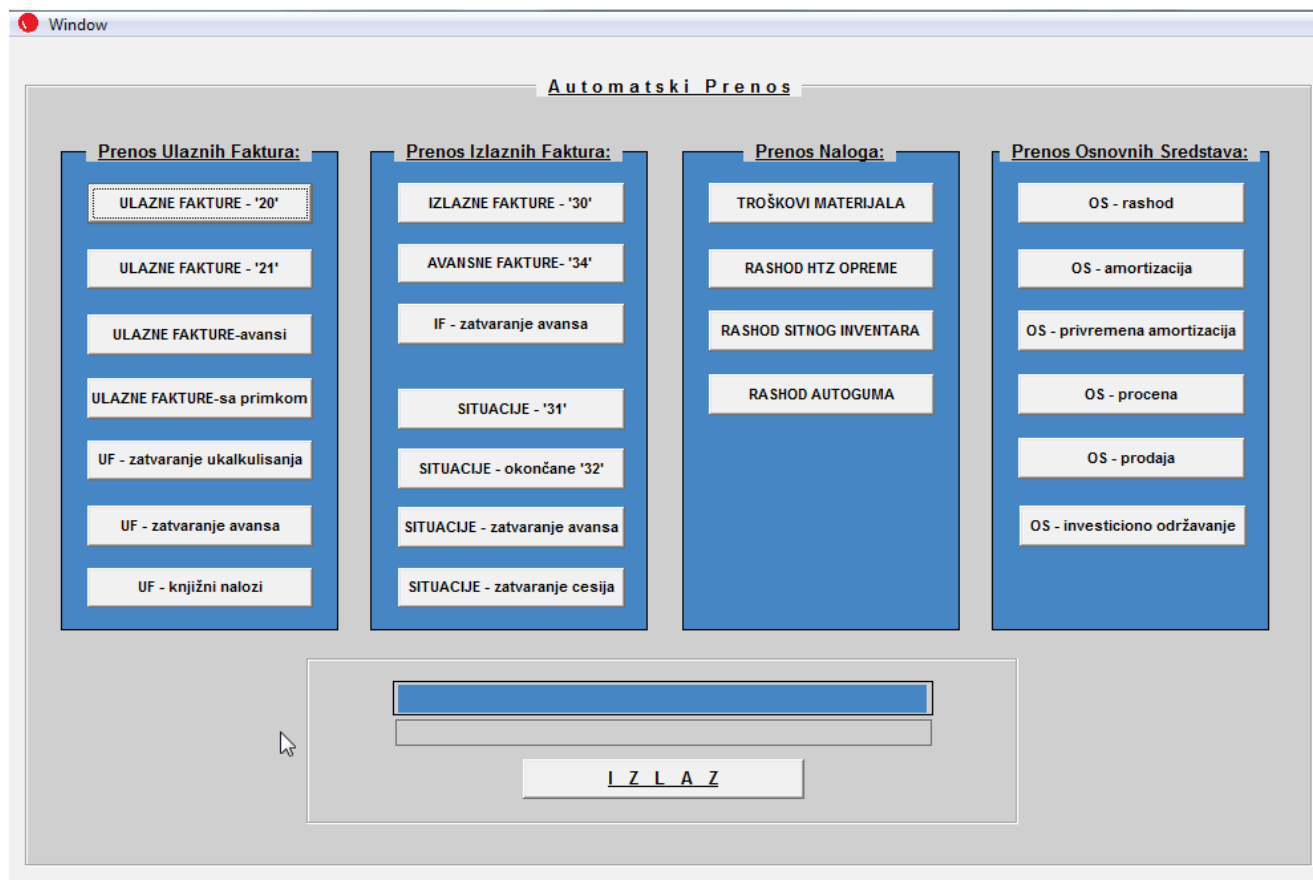 Window
Automatski Prenos
Prenos Ulaznih Faktura:
ULAZNE FAKTURE - '20'
ULAZNE FAKTURE - '21'
ULAZNE FAKTURE-avansi
ULAZNE FAKTURE-sa primkom
UF - zatvaranje ukalkulisanja
UF - zatvaranje avansa
UF - knjižni nalozi
Prenos Izlaznih Faktura:
IZLAZNE FAKTURE - '30'
AVANSNE FAKTURE- '34'
IF - zatvaranje avansa
SITUACIJE - '31'
SITUACIJE - okončane '32'
SITUACIJE - zatvaranje avansa
SITUACIJE - zatvaranje cesija
Prenos Naloga:
TROŠKOVI MATERIJALA
RASHOD HTZ OPREME
RASHOD SITNOG INVENTARA
RASHOD AUTOGUMA
Prenos Osnovnih Sredstava:
OS - rashod
OS - amortizacija
OS - privremena amortizacija
OS - procena
OS - prodaja
OS - investiciono održavanje
IZLAZ